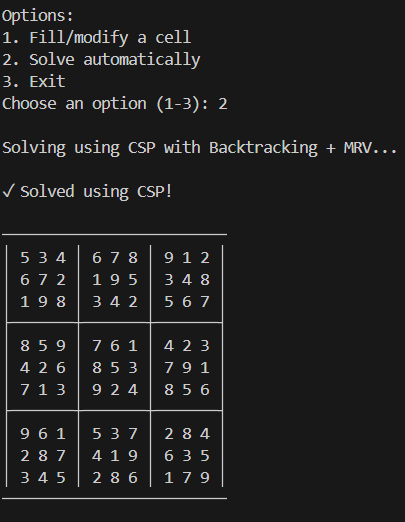 Options:
1. Fill/modify a cell
2. Solve automatically
3. Exit
Choose an option (1-3): 2
Solving using CSP with Backtracking + MRV...
✓ Solved using CSP!
5 3 4 | 6 7 8 | 9 1 2
6 7 2 | 1 9 5 | 3 4 8
1 9 8 | 3 4 2 | 5 6 7
8 5 9 | 7 6 1 | 4 2 3
4 2 6 | 8 5 3 | 7 9 1
7 1 3 | 9 2 4 | 8 5 6
9 6 1 | 5 3 7 | 2 8 4
2 8 7 | 4 1 9 | 6 3 5
3 4 5 | 2 8 6 | 1 7 9